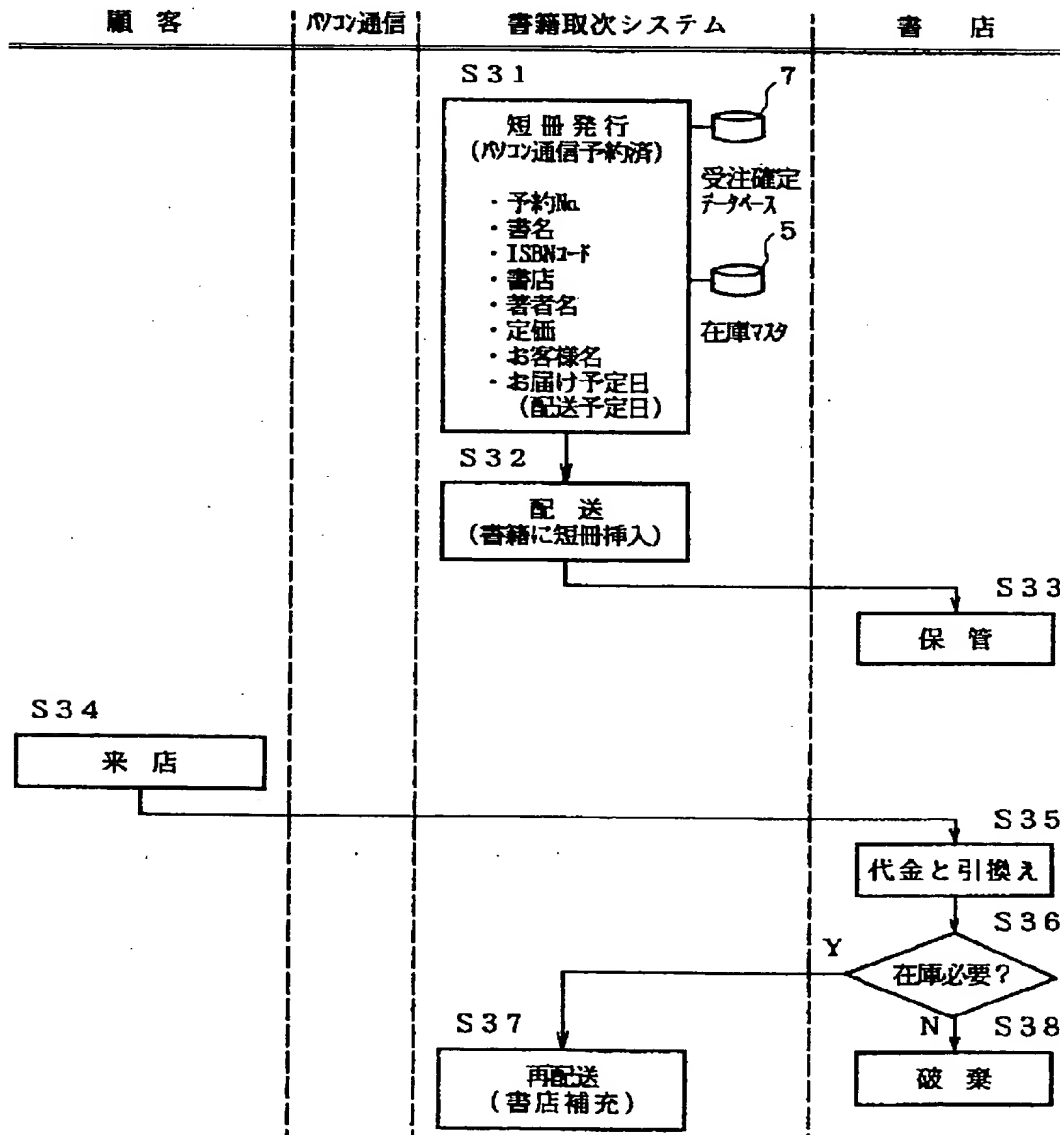 顧 客
パソコン通信
書籍取次システム
書 店
S31
短冊発行
(パソコン通信予約済)
・予約No.
・書名
・ISBNコード
・書店
・著者名
・定価
・お客様名
・お届け予定日
(配送予定日)
7
受注確定
データベース
5
在庫マスタ
S32
配 送
(書籍に短冊挿入)
S33
保 管
S34
来 店
S35
代金と引換え
S36
在庫必要?
Y
N
S37
再配送
(書店補充)
S38
破 棄